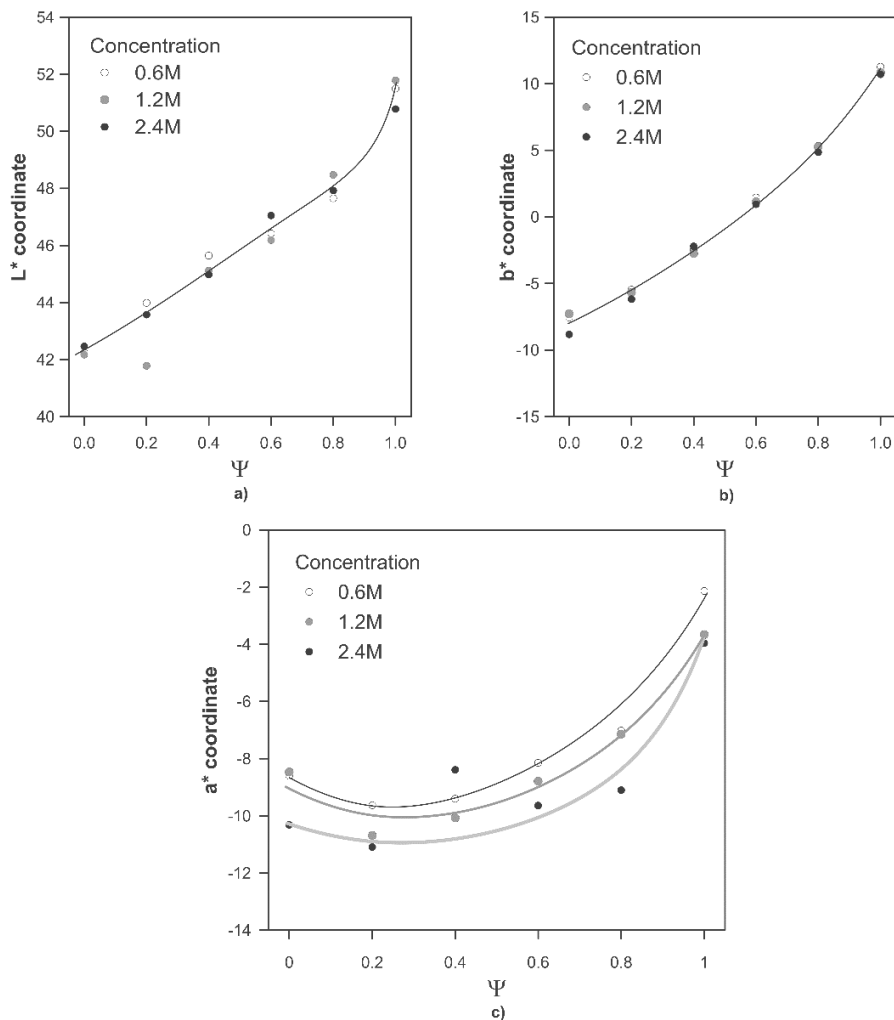 54
52
50
48
46
44
42
40
L* coordinate
Concentration
0.6M
1.2M
2.4M
0.0 0.2 0.4 0.6 0.8 1.0
Ψ
a)
15
10
5
0
-5
-10
-15
b* coordinate
Concentration
0.6M
1.2M
2.4M
0.0 0.2 0.4 0.6 0.8 1.0
Ψ
b)
0
-2
-4
-6
-8
-10
-12
-14
a* coordinate
Concentration
0.6M
1.2M
2.4M
0 0.2 0.4 0.6 0.8 1
Ψ
c)